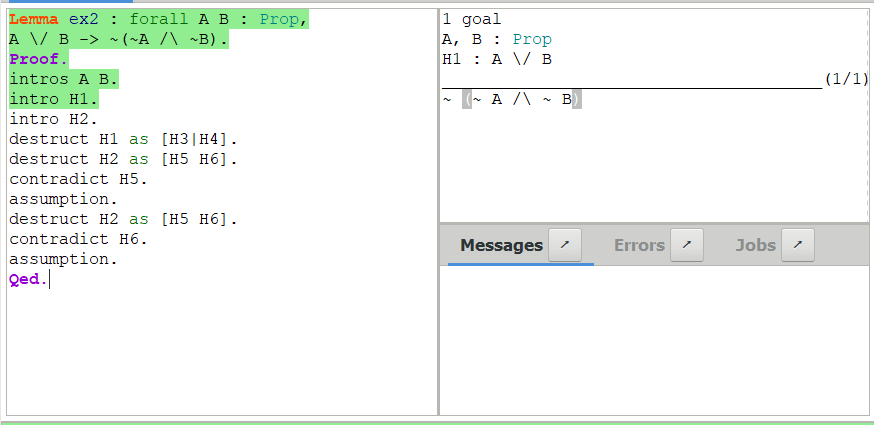 Lemma ex2 : forall A B : Prop,
A \/ B -> ~(~A /\ ~B).
Proof.
intros A B.
intro H1.
intro H2.
destruct H1 as [H3|H4].
destruct H2 as [H5 H6].
contradict H5.
assumption.
destruct H2 as [H5 H6].
contradict H6.
assumption.
Qed.
1 goal
A, B : Prop
H1 : A \/ B
(1/1)
~ (~ A /\ ~ B)
Messages Errors Jobs